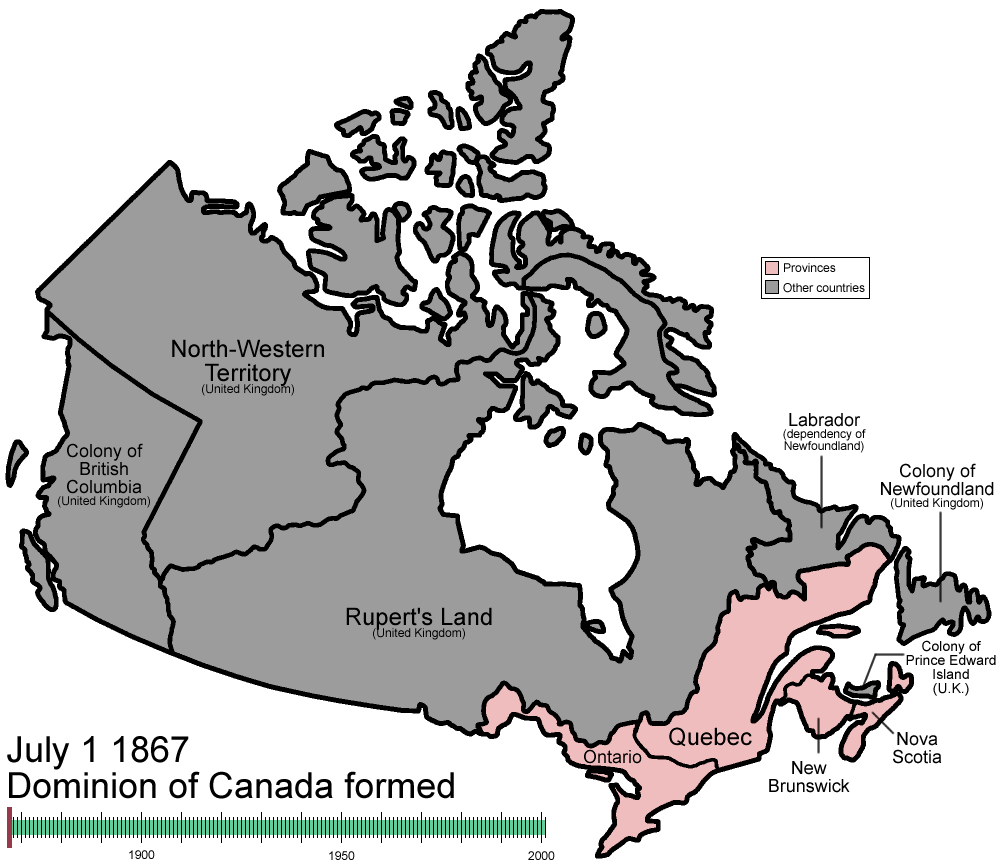 Provinces
Other countries
North-Western
Territory
(United Kingdom)
Labrador
(dependency of
Newfoundland)
Colony of
British
Columbia
(United Kingdom)
Colony of
Newfoundland
(United Kingdom)
Rupert's Land
(United Kingdom)
Colony of
Prince Edward
Island
(U.K.)
Quebec
Ontario
Nova
Scotia
New
Brunswick
July 1 1867
Dominion of Canada formed
1900
1950
2000